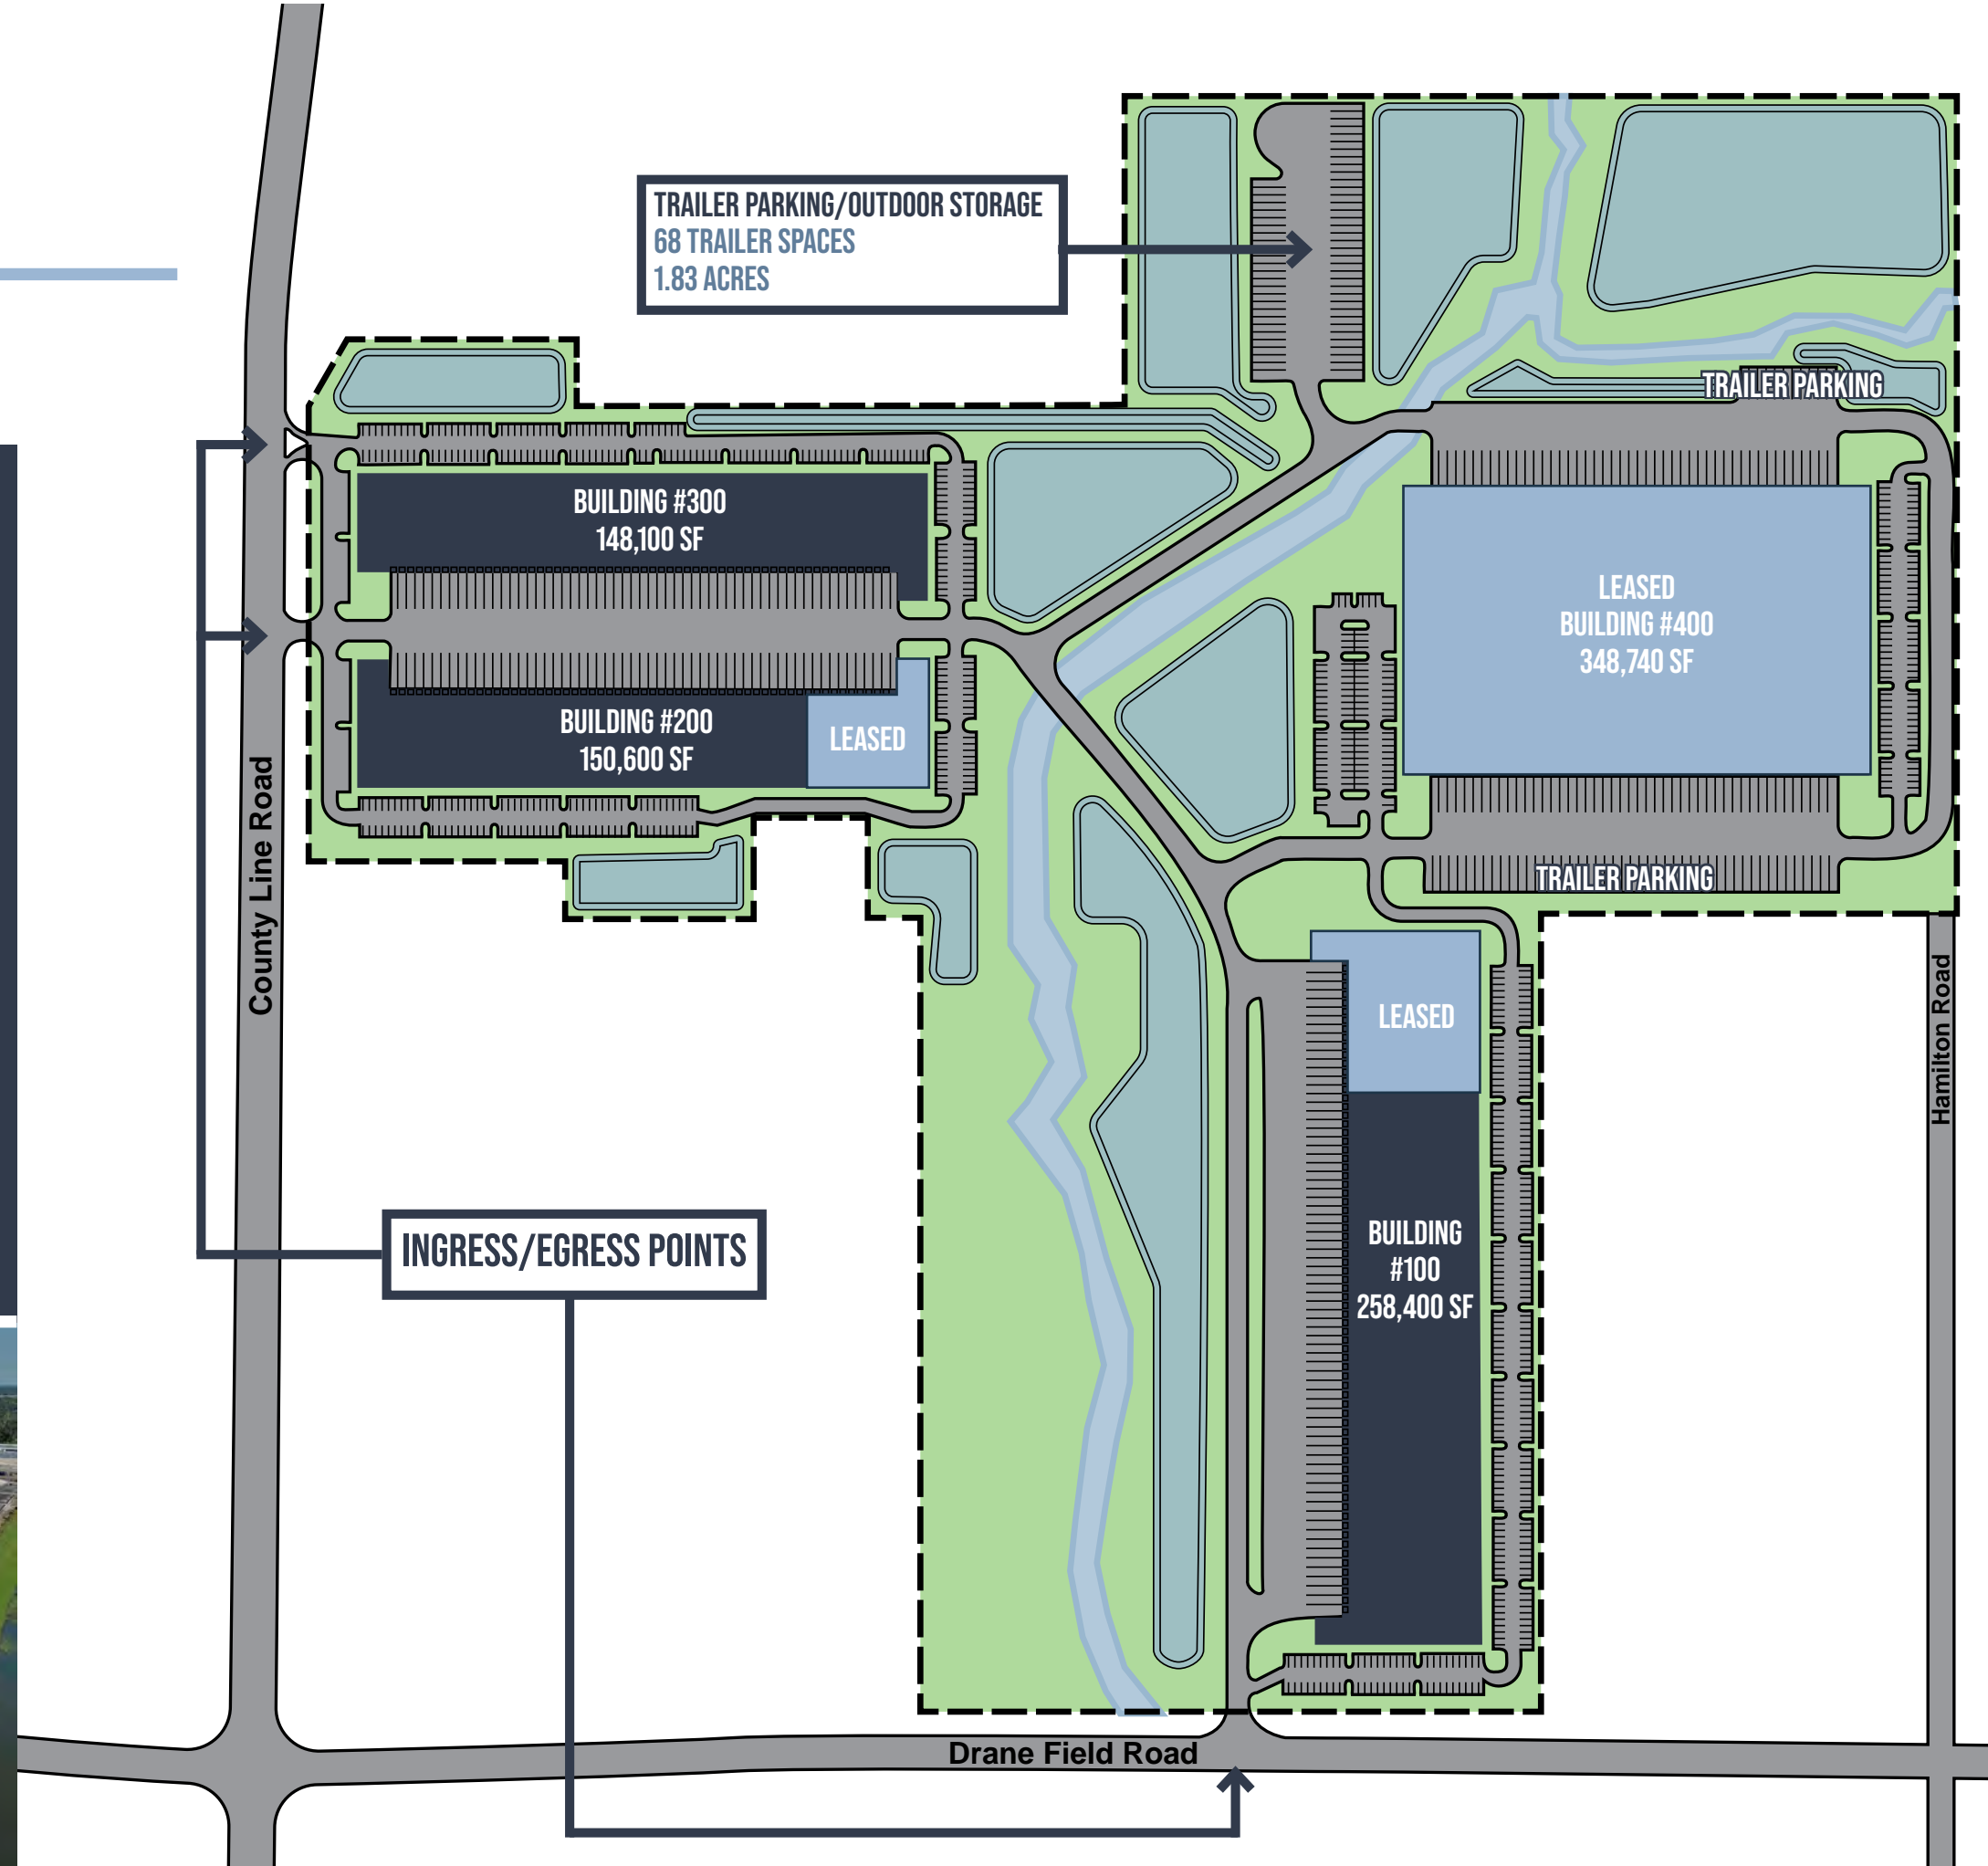 TRAILER PARKING/OUTDOOR STORAGE
68 TRAILER SPACES
1.83 ACRES
TRAILER PARKING
BUILDING #300
148,100 SF
LEASED
BUILDING #400
348,740 SF
BUILDING #200
150,600 SF
LEASED
County Line Road
TRAILER PARKING
LEASED
Hamilton Road
INGRESS/EGRESS POINTS
BUILDING
#100
258,400 SF
Drane Field Road